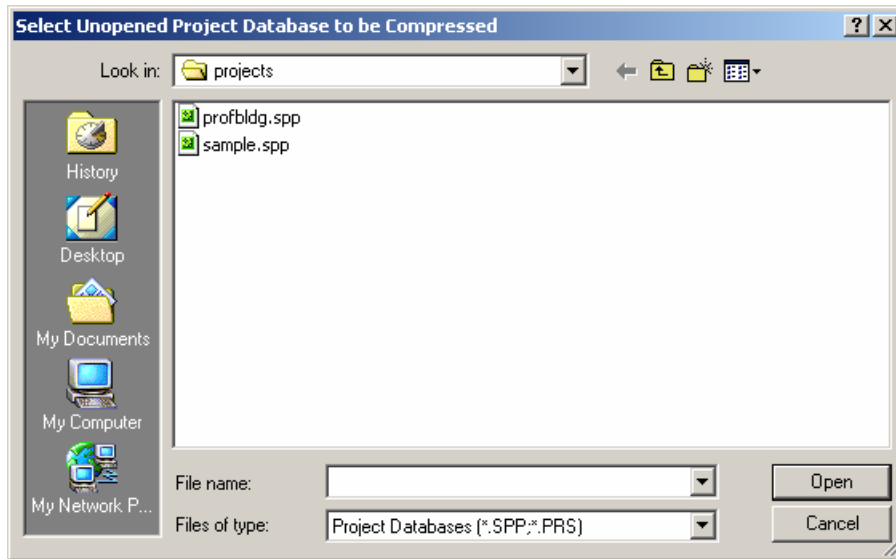 Select Unopened Project Database to be Compressed
Look in: projects
profbldg.spp
sample.spp
History
Desktop
My Documents
My Computer
My Network P...
File name: Open
Files of type: Project Databases (*.SPP;*.PRS) Cancel